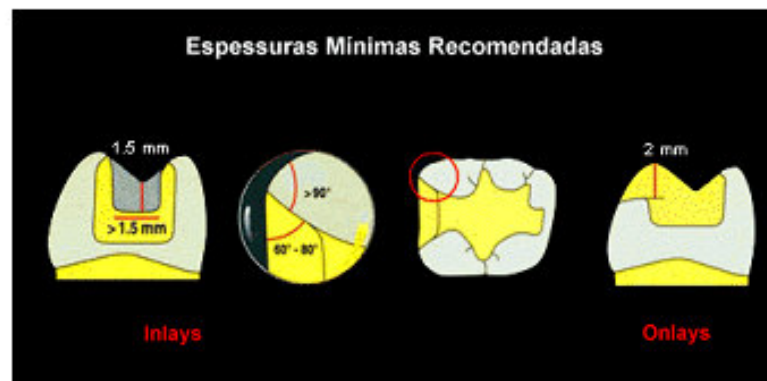 Espessuras Mínimas Recomendadas
1.5 mm
> 1.5 mm
>90°
60° - 80°
2 mm
Inlays
Onlays